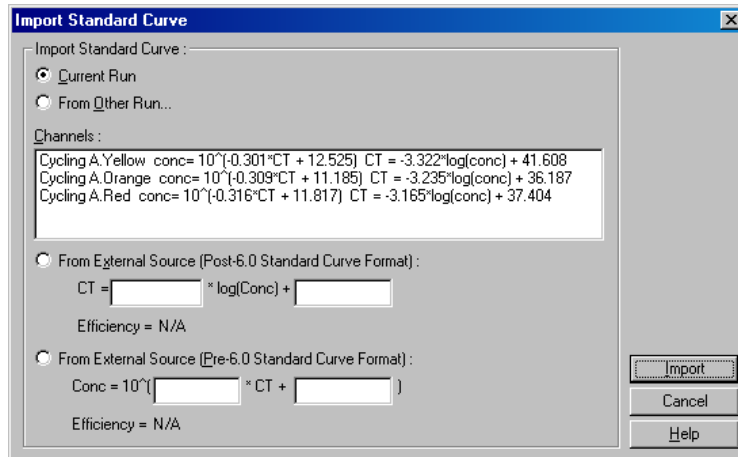 Import Standard Curve
Import Standard Curve :
Current Run
From Other Run...
Channels :
Cycling A.Yellow conc= 10^(-0.301*CT + 12.525) CT = -3.322*log(conc) + 41.608
Cycling A.Orange conc= 10^(-0.309*CT + 11.185) CT = -3.235*log(conc) + 36.187
Cycling A.Red conc= 10^(-0.316*CT + 11.817) CT = -3.165*log(conc) + 37.404
From External Source (Post-6.0 Standard Curve Format) :
CT = * log(Conc) +
Efficiency = N/A
From External Source (Pre-6.0 Standard Curve Format) :
Conc = 10^( * CT + )
Efficiency = N/A
Import
Cancel
Help